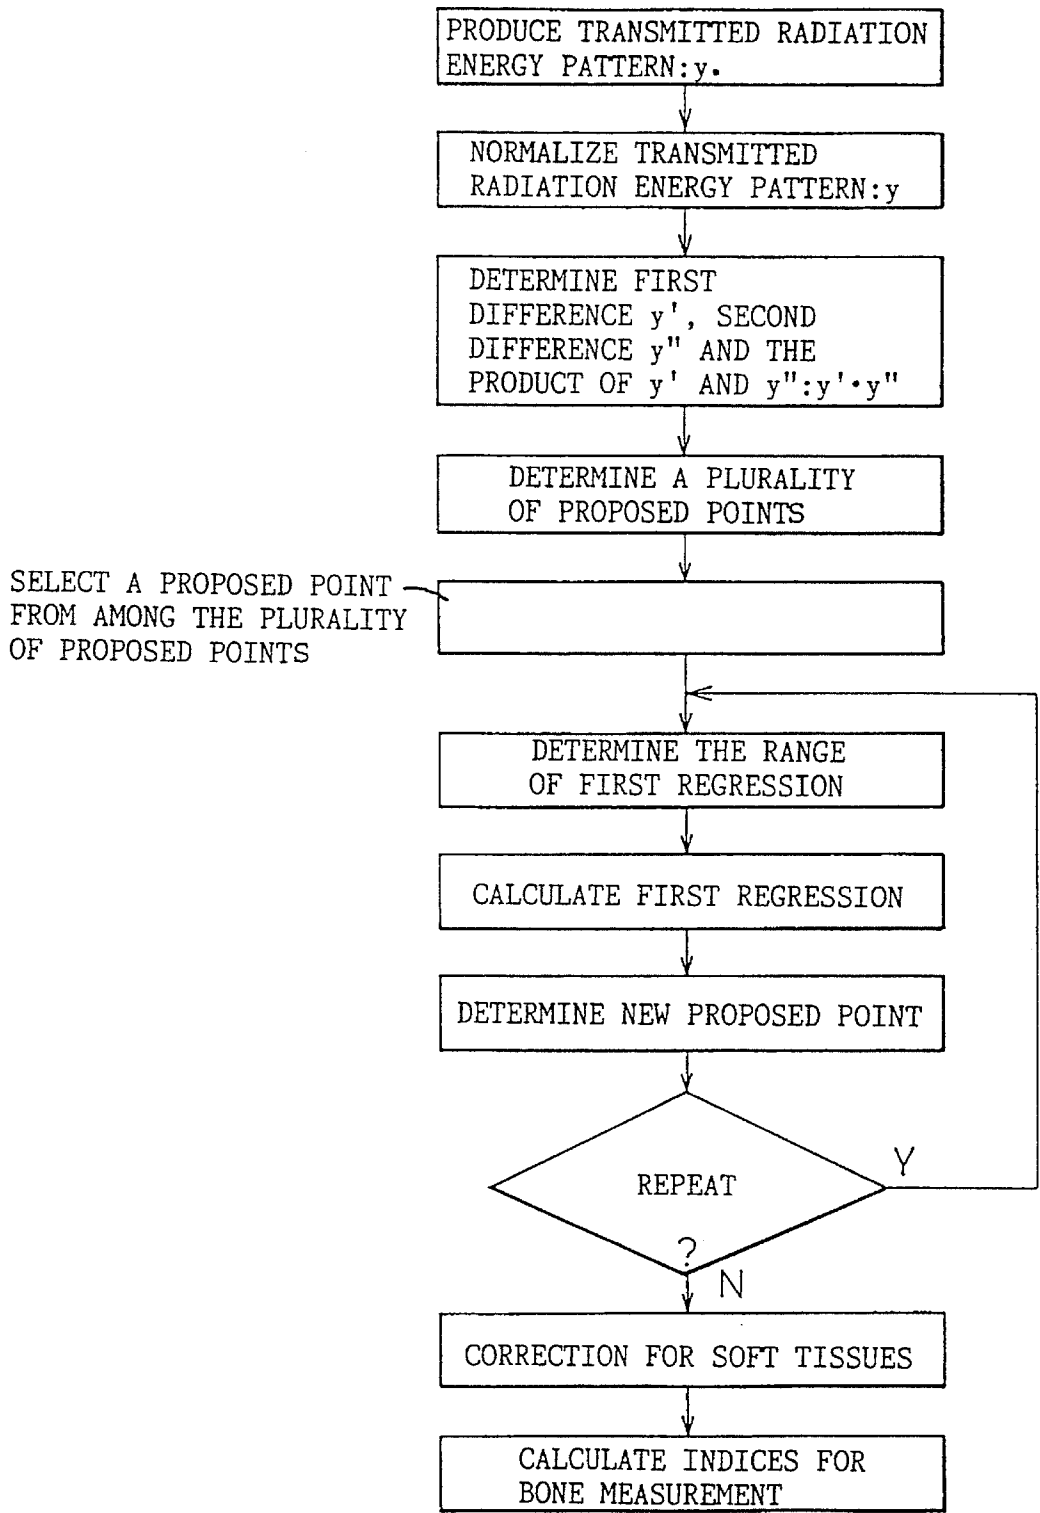 PRODUCE TRANSMITTED RADIATION
ENERGY PATTERN:y.
NORMALIZE TRANSMITTED
RADIATION ENERGY PATTERN:y
DETERMINE FIRST
DIFFERENCE y', SECOND
DIFFERENCE y" AND THE
PRODUCT OF y' AND y":y'·y"
DETERMINE A PLURALITY
OF PROPOSED POINTS
SELECT A PROPOSED POINT
FROM AMONG THE PLURALITY
OF PROPOSED POINTS
DETERMINE THE RANGE
OF FIRST REGRESSION
CALCULATE FIRST REGRESSION
DETERMINE NEW PROPOSED POINT
Y
REPEAT
?
N
CORRECTION FOR SOFT TISSUES
CALCULATE INDICES FOR
BONE MEASUREMENT